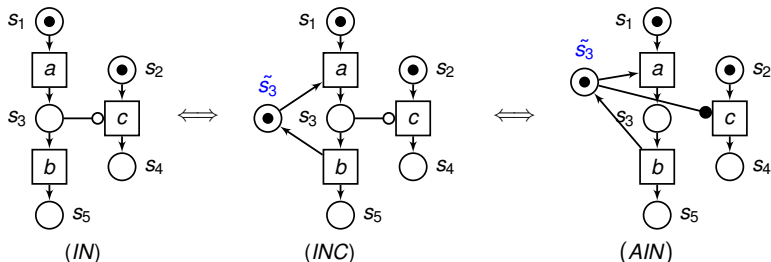 s₁ s₁ s₁
a s₂ s̃₃ a s₂ s̃₃ a s₂
s₃ c ⟺ s₃ c ⟺ s₃ c
b s₄ b s₄ b s₄
s₅ s₅ s₅
(IN) (INC) (AIN)